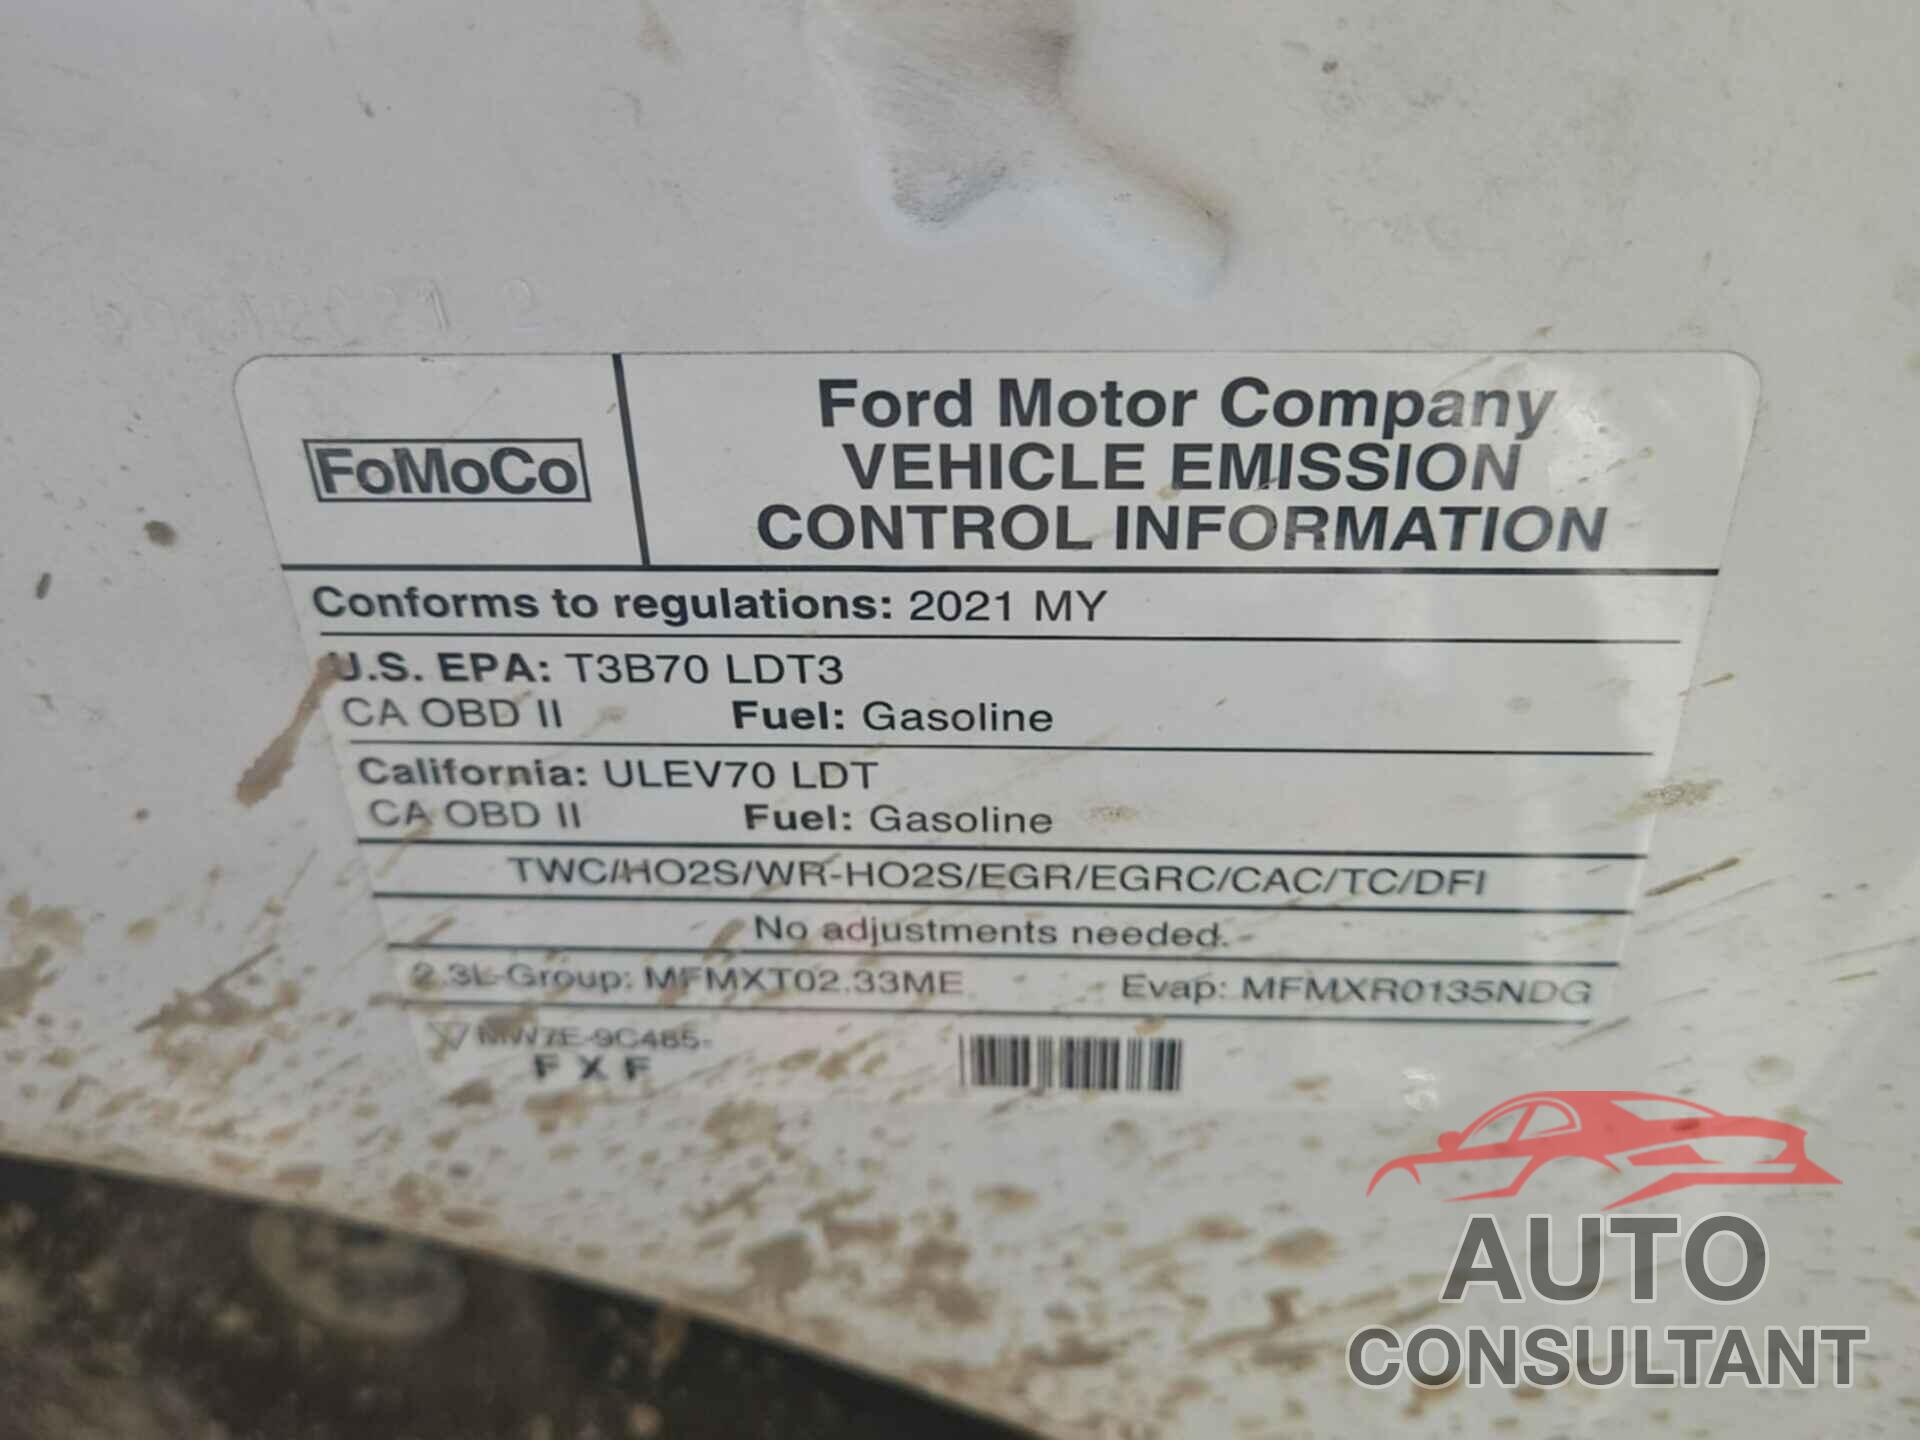 FoMoCo
Ford Motor Company
VEHICLE EMISSION
CONTROL INFORMATION
Conforms to regulations: 2021 MY
U.S. EPA: T3B70 LDT3
CA OBD II Fuel: Gasoline
California: ULEV70 LDT
CA OBD II Fuel: Gasoline
TWC/HO2S/WR-HO2S/EGR/EGRC/CAC/TC/DFI
No adjustments needed.
2.3L-Group: MFMXT02.33ME Evap: MFMXR0135NDG
MW7E-9C485-
F X F
AUTO
CONSULTANT